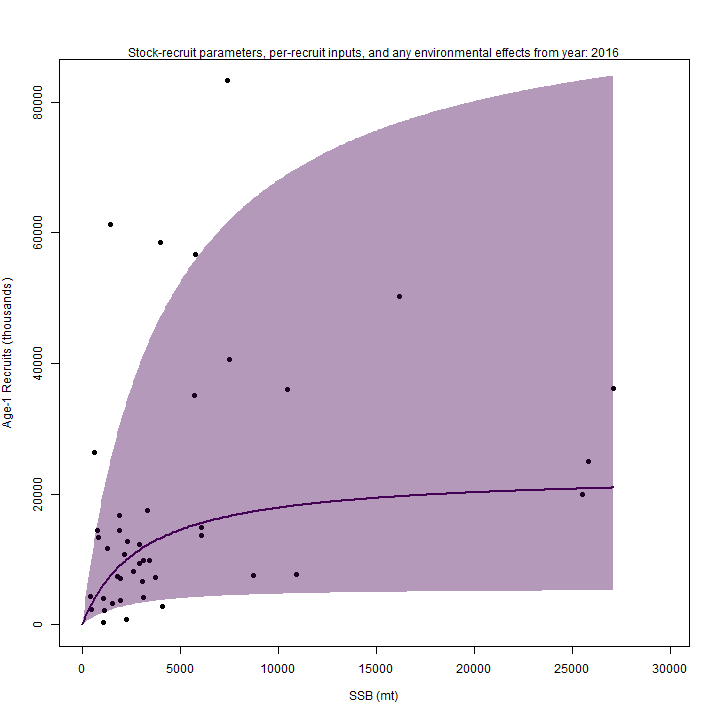 Stock-recruit parameters, per-recruit inputs, and any environmental effects from year: 2016
80000
60000
40000
20000
0
Age-1 Recruits (thousands)
0 5000 10000 15000 20000 25000 30000
SSB (mt)